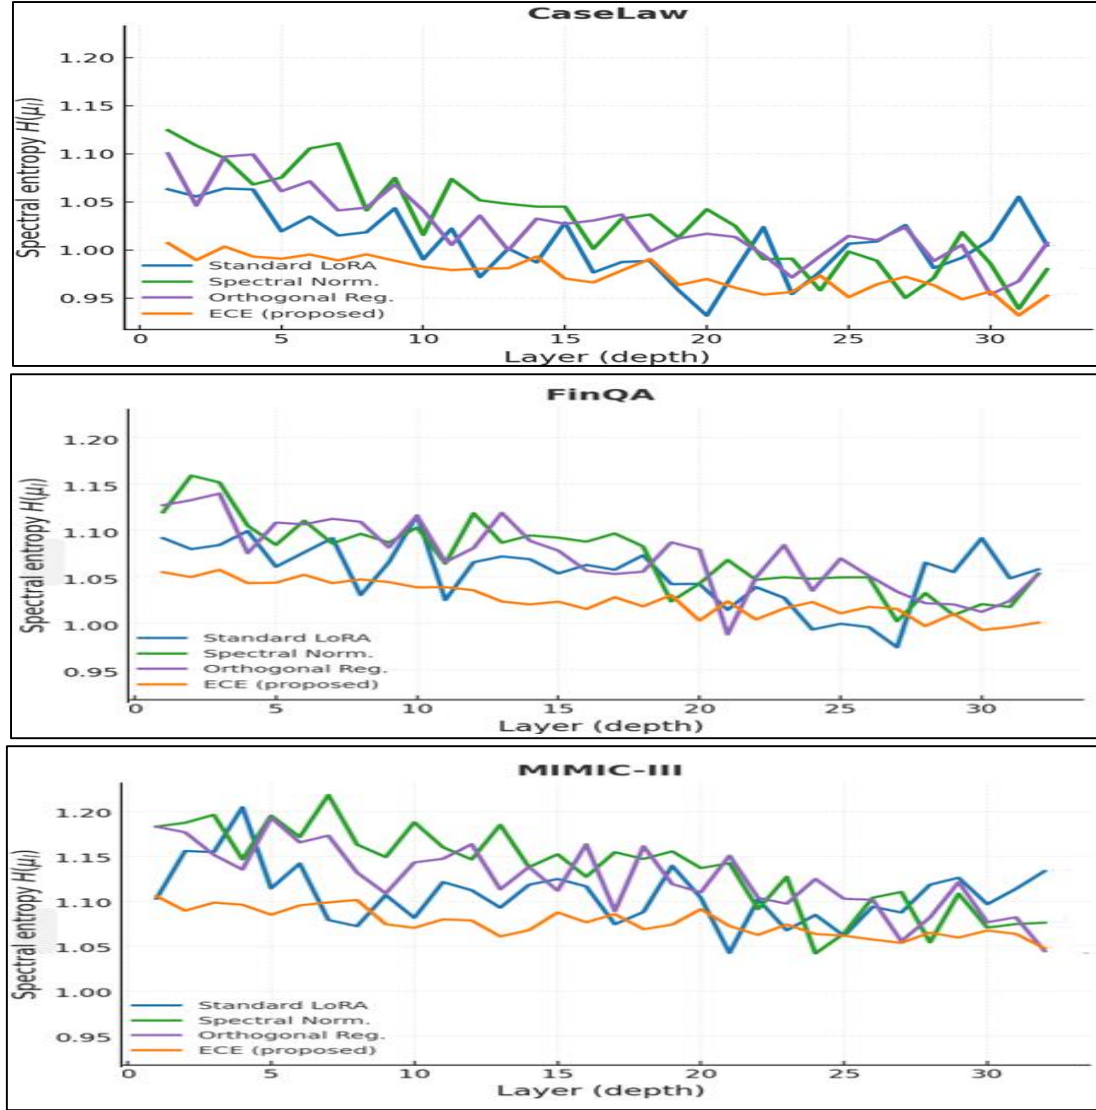 CaseLaw
Spectral entropy H(μₗ)
1.20
1.15
1.10
1.05
1.00
0.95
Standard LoRA
Spectral Norm.
Orthogonal Reg.
ECE (proposed)
0 5 10 15 20 25 30
Layer (depth)
FinQA
Spectral entropy H(μₗ)
1.20
1.15
1.10
1.05
1.00
0.95
Standard LoRA
Spectral Norm.
Orthogonal Reg.
ECE (proposed)
0 5 10 15 20 25 30
Layer (depth)
MIMIC-III
Spectral entropy H(μₗ)
1.20
1.15
1.10
1.05
1.00
0.95
Standard LoRA
Spectral Norm.
Orthogonal Reg.
ECE (proposed)
0 5 10 15 20 25 30
Layer (depth)